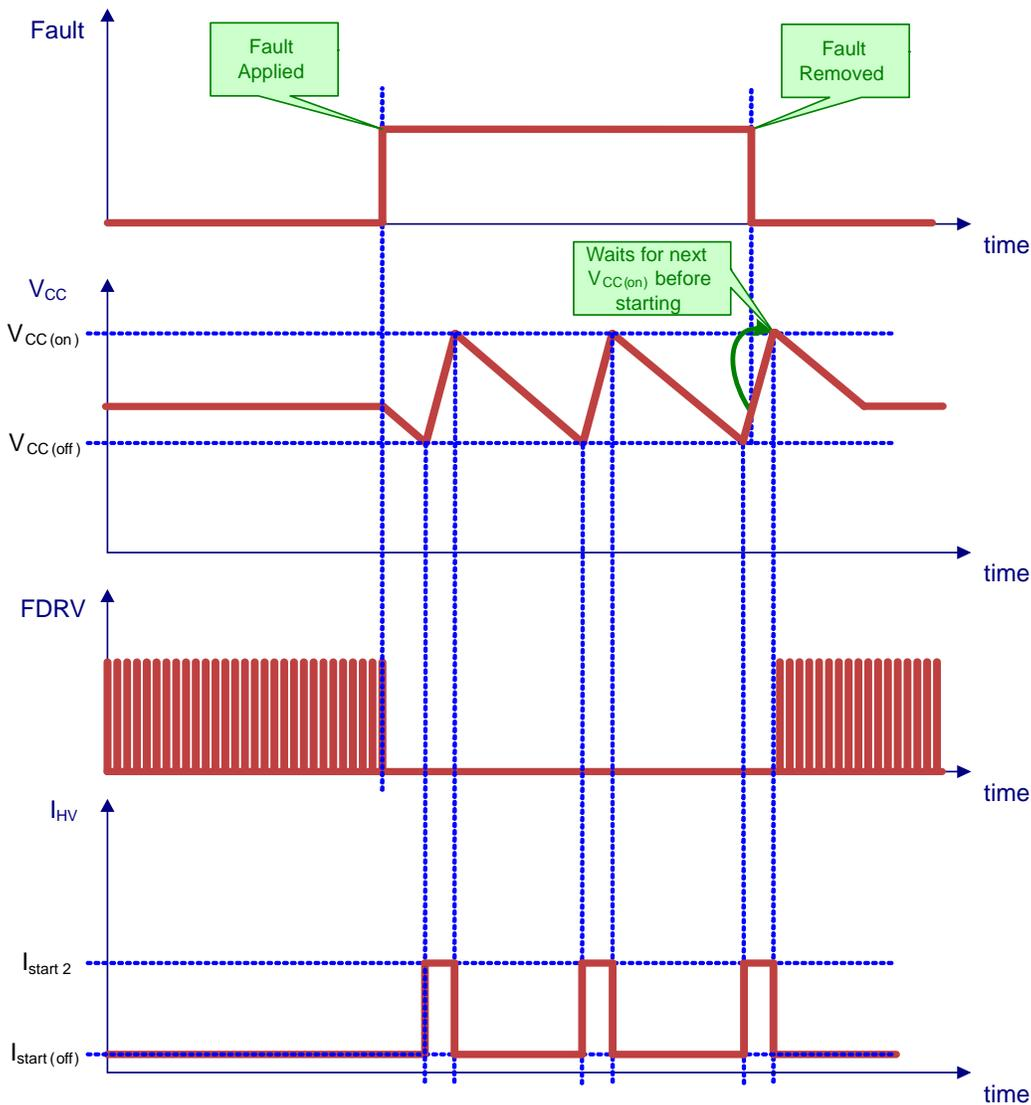 Fault
Fault
Applied
Fault
Removed
time
Waits for next
VCC(on) before
starting
VCC
VCC(on)
VCC(off)
time
FDRV
time
IHV
Istart 2
Istart(off)
time